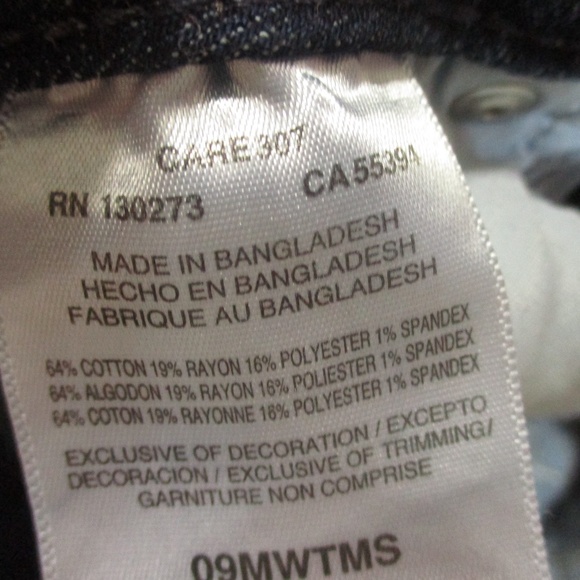 CARE 307
RN 130273 CA 55394
MADE IN BANGLADESH
HECHO EN BANGLADESH
FABRIQUE AU BANGLADESH
64% COTTON 19% RAYON 16% POLYESTER 1% SPANDEX
64% ALGODON 19% RAYON 16% POLIESTER 1% SPANDEX
64% COTON 19% RAYONNE 16% POLYESTER 1% SPANDEX
EXCLUSIVE OF DECORATION / EXCEPTO
DECORACION / EXCLUSIVE OF TRIMMING/
GARNITURE NON COMPRISE
09MWTMS